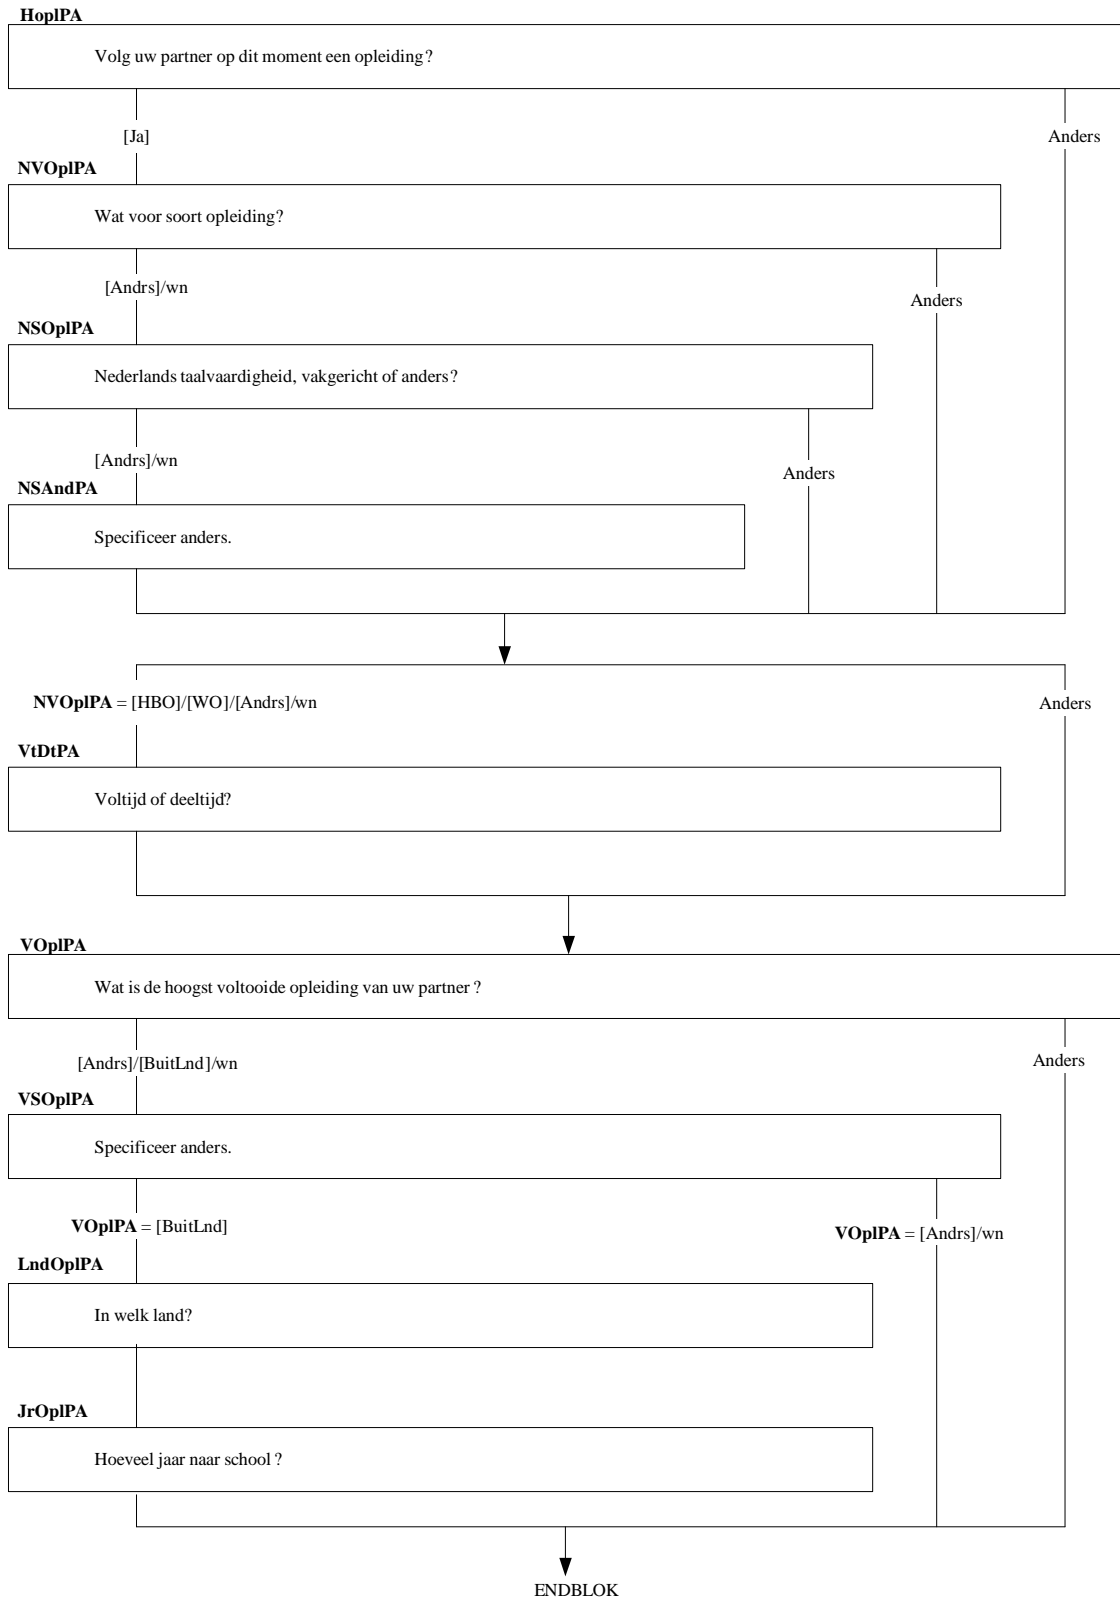 HoplPA
Volg uw partner op dit moment een opleiding?
[Ja]
Anders
NVOplPA
Wat voor soort opleiding?
[Andrs]/wn
Anders
NSOplPA
Nederlands taalvaardigheid, vakgericht of anders?
[Andrs]/wn
Anders
NSAndPA
Specificeer anders.
NVOplPA = [HBO]/[WO]/[Andrs]/wn
Anders
VtDtPA
Voltijd of deeltijd?
VOplPA
Wat is de hoogst voltooide opleiding van uw partner?
[Andrs]/[BuitLnd]/wn
Anders
VSOplPA
Specificeer anders.
VOplPA = [BuitLnd]
VOplPA = [Andrs]/wn
LndOplPA
In welk land?
JrOplPA
Hoeveel jaar naar school?
ENDBLOK